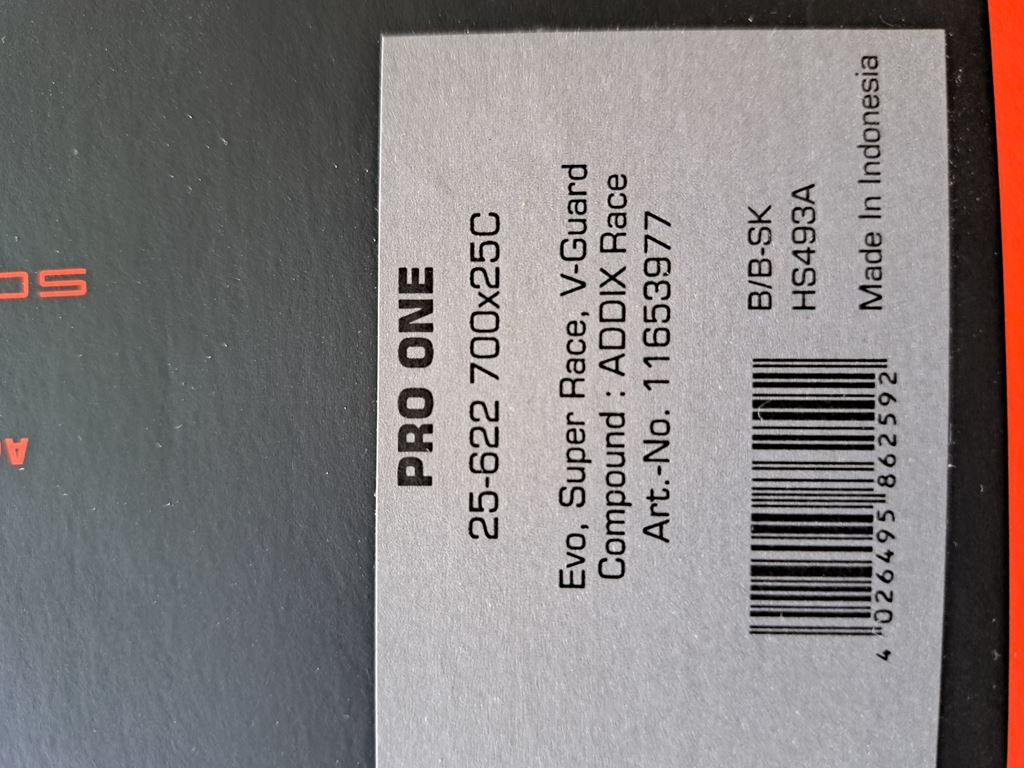 PRO ONE
25-622 700x25C
Evo, Super Race, V-Guard
Compound : ADDIX Race
Art.-No. 11653977
B/B-SK
HS493A
Made In Indonesia
4 026495 862592